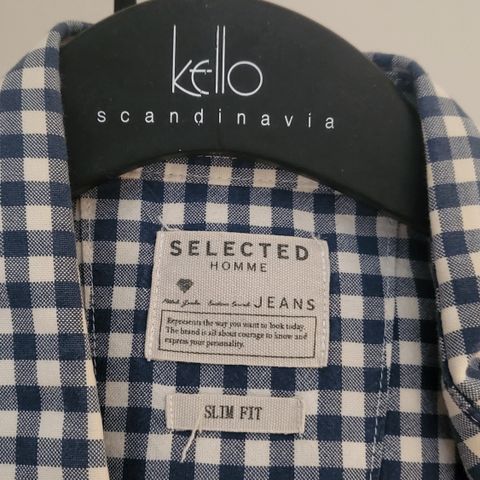 kello
scandinavia
SELECTED
HOMME
JEANS
Represents the way you want to look today.
The brand is all about courage to know and
express your personality.
SLIM FIT